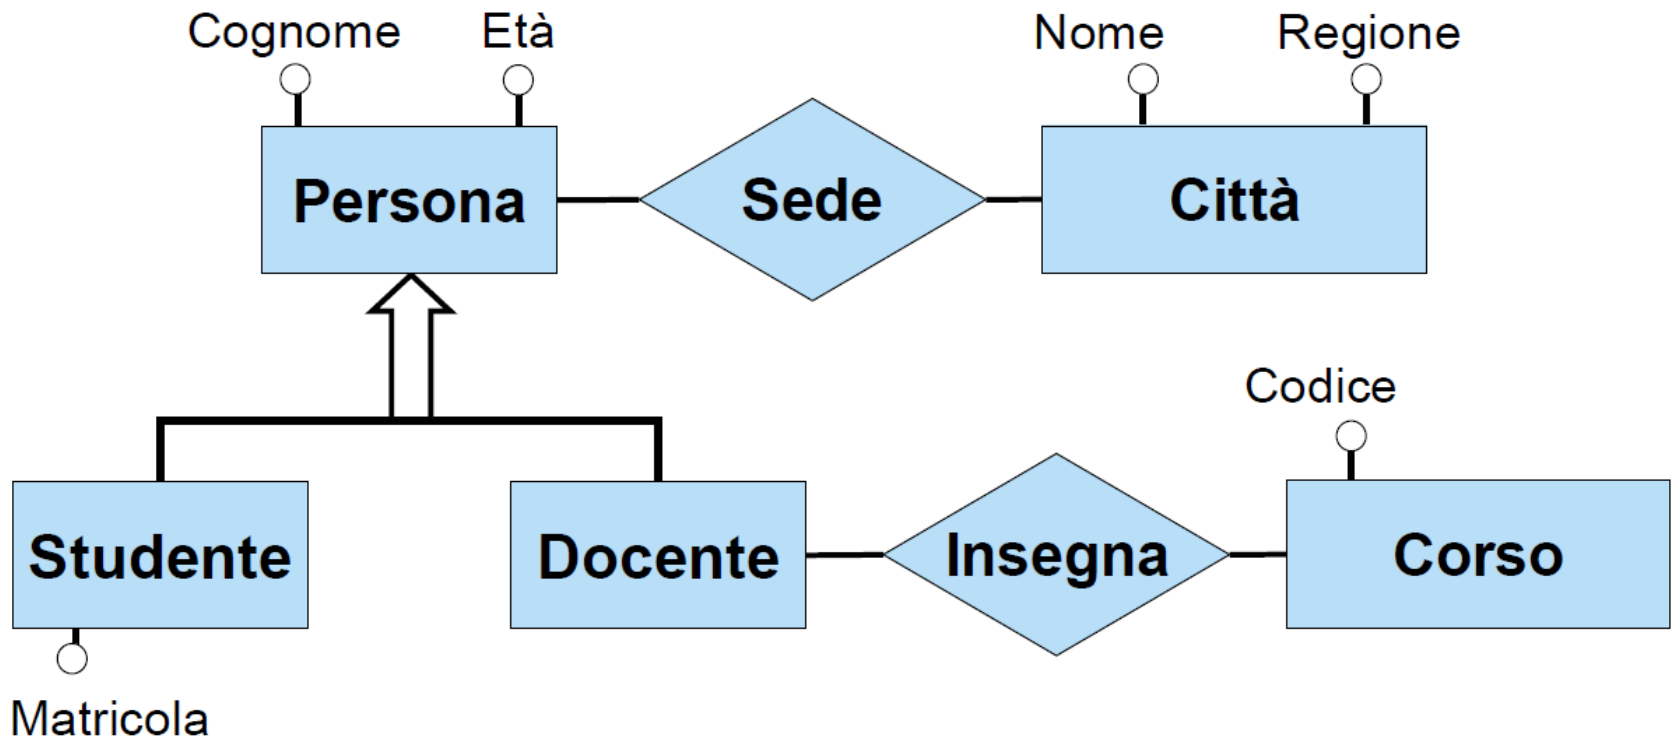 Cognome Età Nome Regione
Persona Sede Città
Codice
Studente Docente Insegna Corso
Matricola